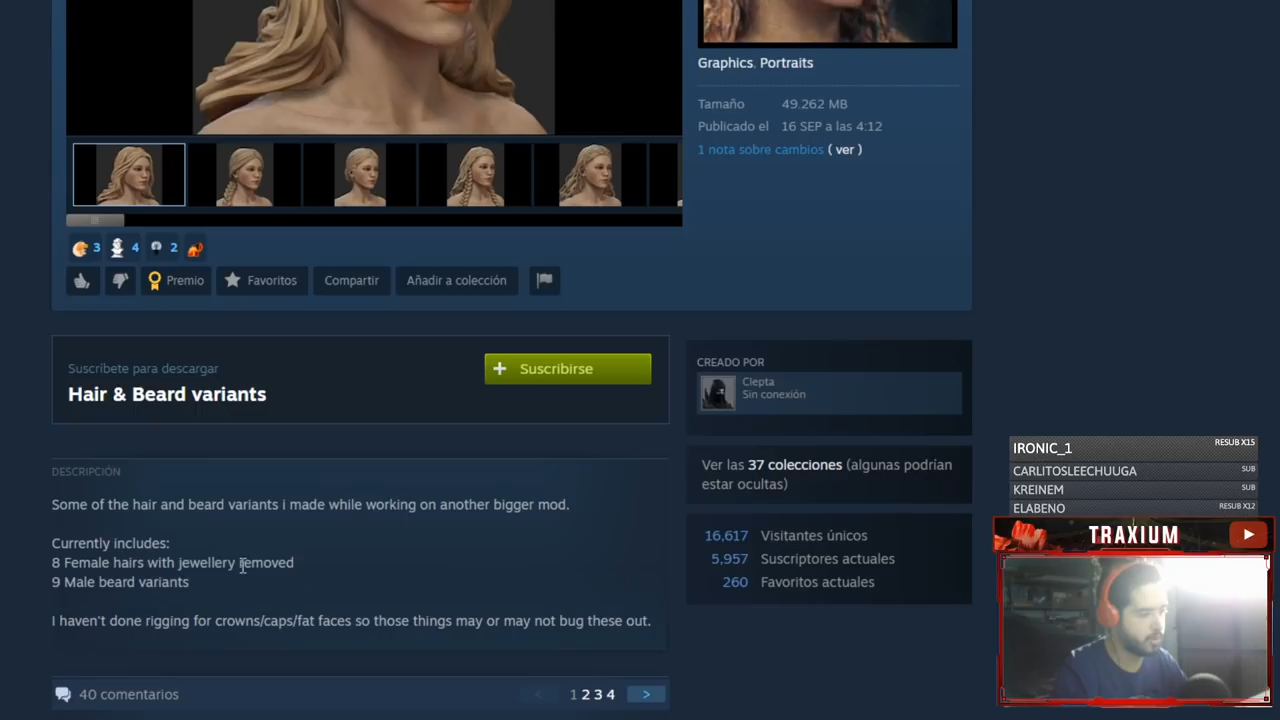 Graphics, Portraits
Tamaño 49.262 MB
Publicado el 16 SEP a las 4:12
1 nota sobre cambios ( ver )
3 4 2
Premio Favoritos Compartir Añadir a colección
Suscríbete para descargar
Hair & Beard variants
+ Suscribirse
CREADO POR
Clepta
Sin conexión
DESCRIPCIÓN
Some of the hair and beard variants i made while working on another bigger mod.
Currently includes:
8 Female hairs with jewellery removed
9 Male beard variants
I haven't done rigging for crowns/caps/fat faces so those things may or may not bug these out.
Ver las 37 colecciones (algunas podrían
estar ocultas)
16,617 Visitantes únicos
5,957 Suscriptores actuales
260 Favoritos actuales
40 comentarios < 1 2 3 4 >
IRONIC_1 RESUB X15
CARLITOSLEECHUUGA SUB
KREINEM SUB
ELABENO RESUB X12
TRAXIUM